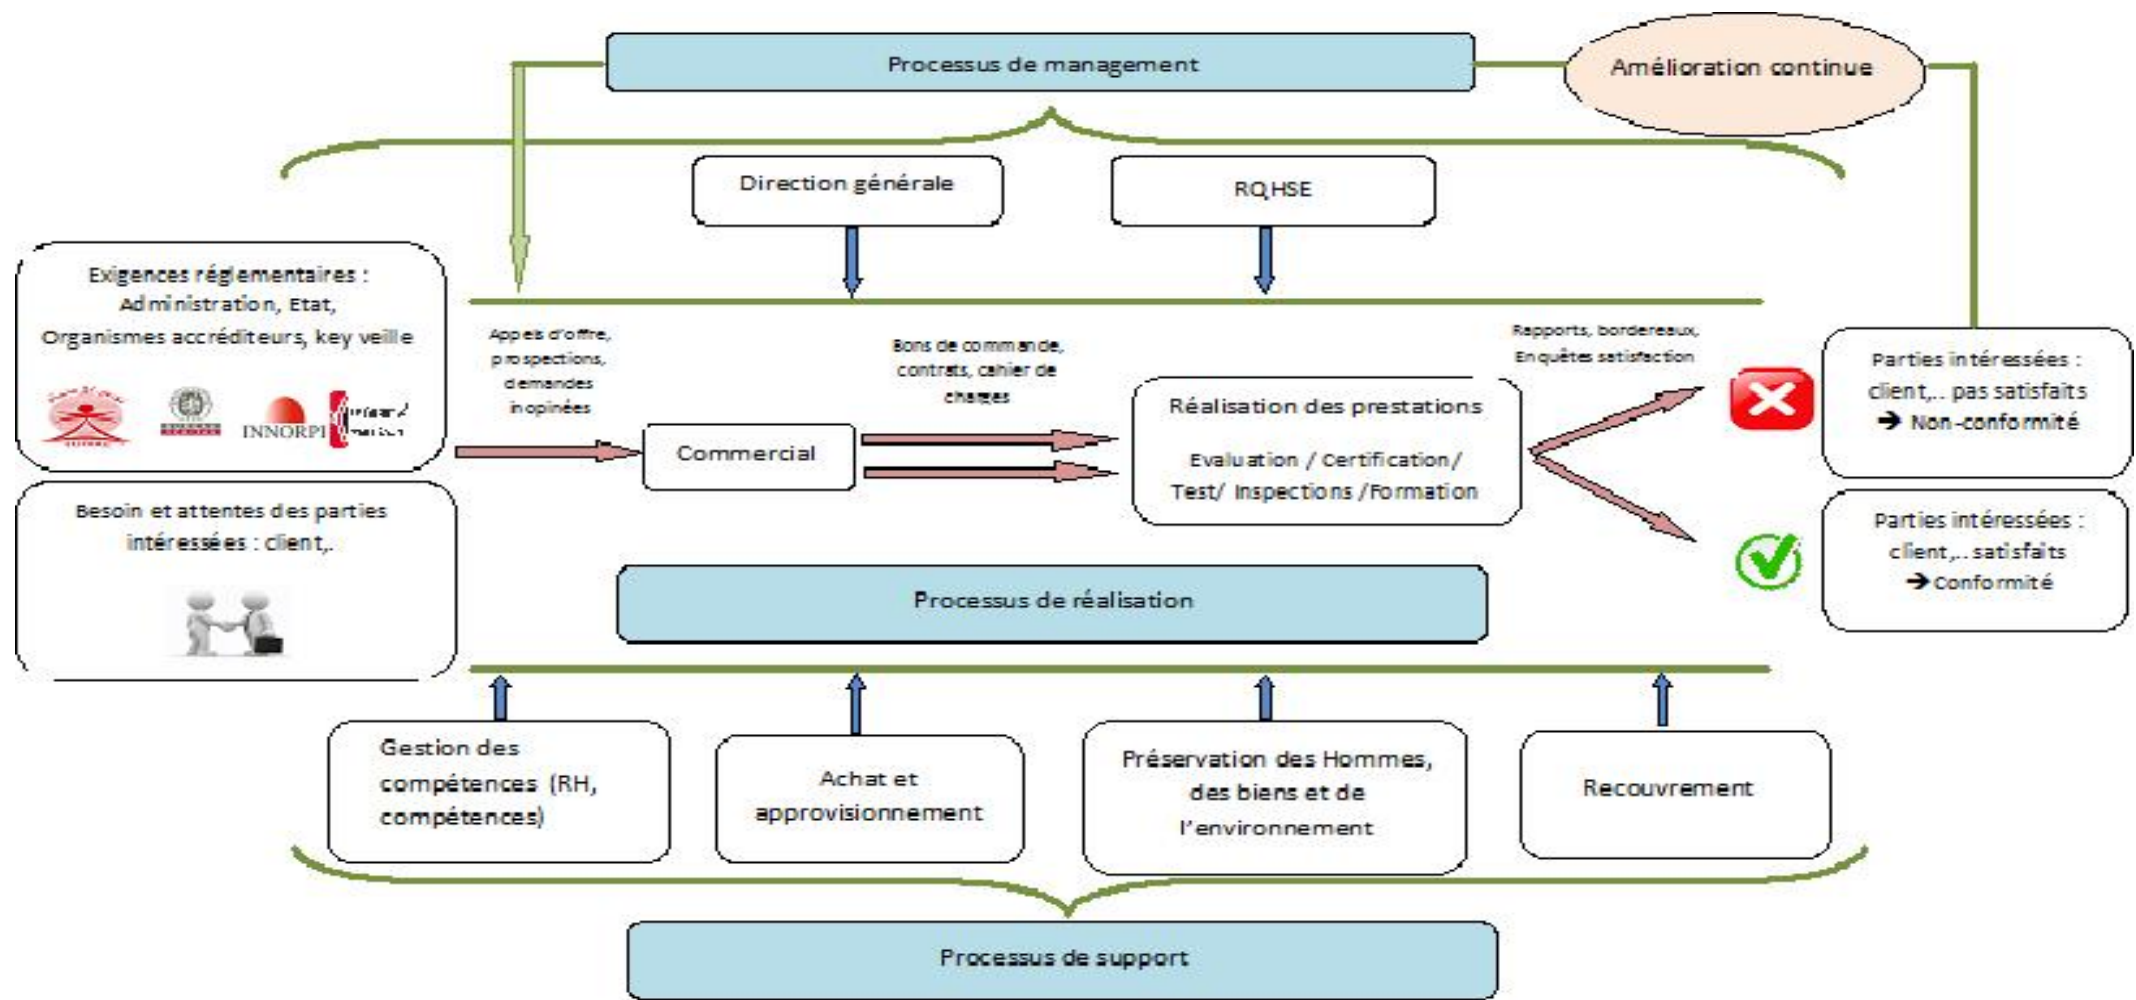 Processus de management
Amélioration continue
Direction générale
RQHSE
Exigences réglementaires :
Administration, Etat,
Organismes accréditeurs, key veille
INNORPI
Besoin et attentes des parties
intéressées : client,.
Appels d'offre,
prospections,
demandes
inopinées
Commercial
Bons de commande,
contrats, cahier de
charges
Réalisation des prestations
Evaluation / Certification/
Test/ Inspections /Formation
Rapports, bordereaux,
Enquêtes satisfaction
Parties intéressées :
client,.. pas satisfaits
➔ Non-conformité
Parties intéressées :
client,.. satisfaits
➔ Conformité
Processus de réalisation
Gestion des
compétences (RH,
compétences)
Achat et
approvisionnement
Préservation des Hommes,
des biens et de
l'environnement
Recouvrement
Processus de support